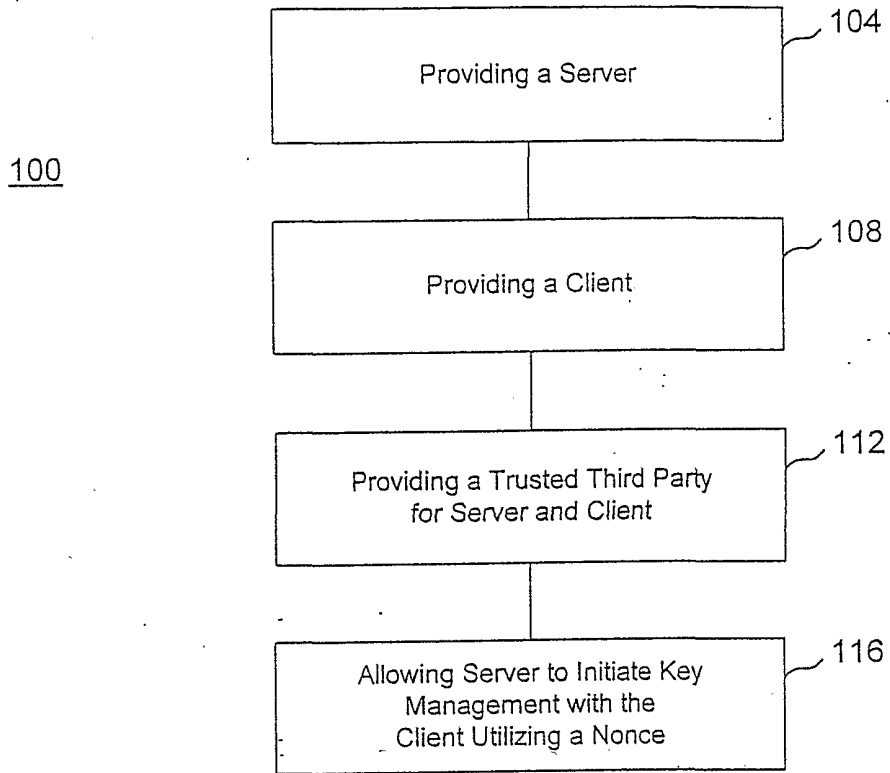 104
Providing a Server
100
108
Providing a Client
112
Providing a Trusted Third Party
for Server and Client
116
Allowing Server to Initiate Key
Management with the
Client Utilizing a Nonce